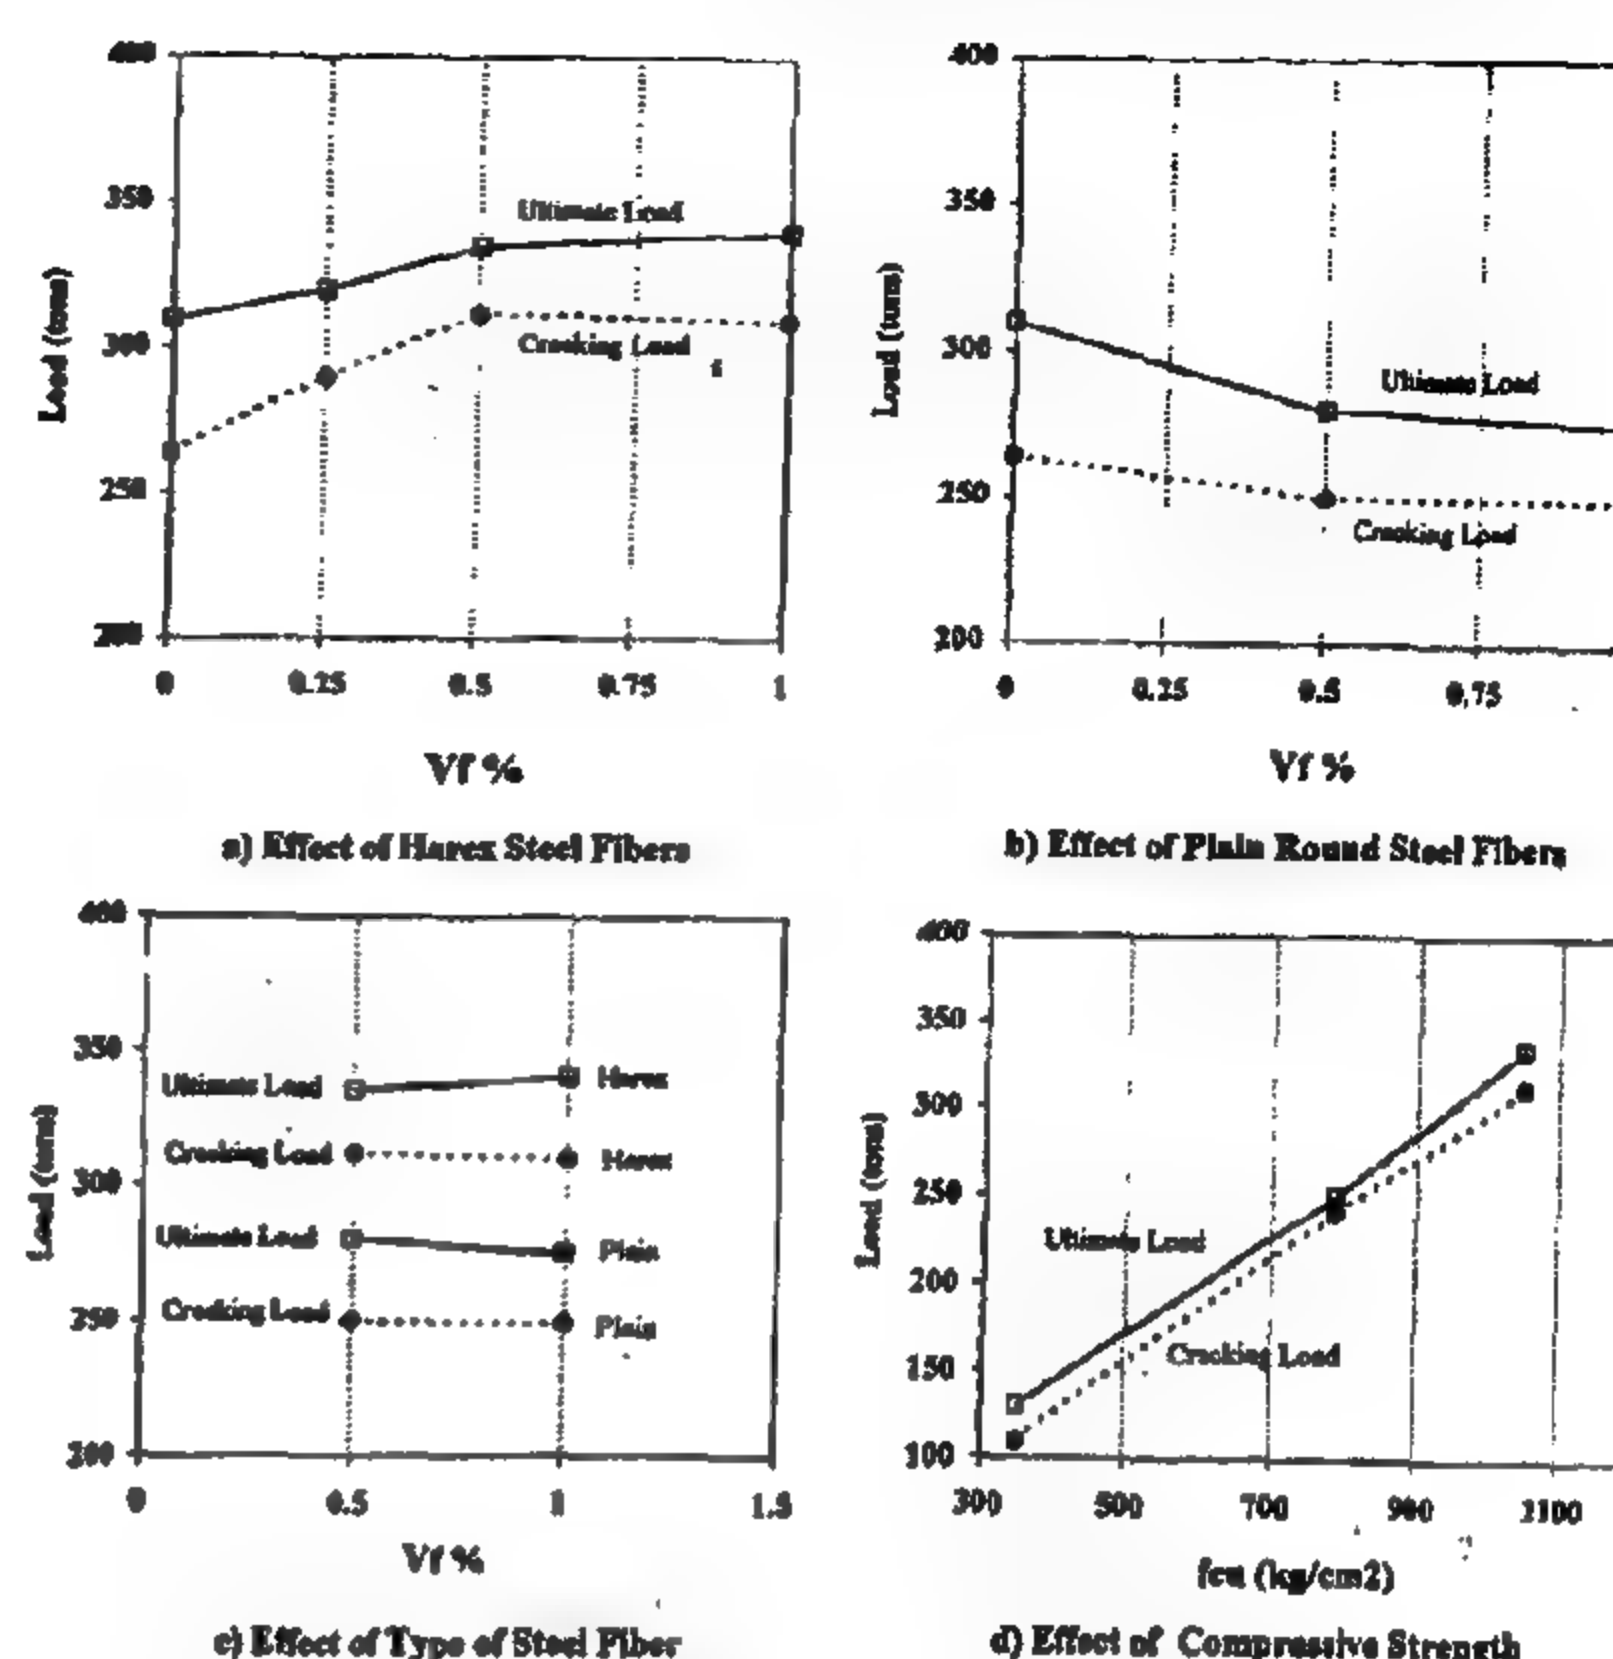 400
350
300
250
200
Load (tons)
Ultimate Load
Cracking Load
0 0.25 0.5 0.75 1
Vf %
a) Effect of Harex Steel Fibers
400
350
300
250
200
Load (tons)
Ultimate Load
Cracking Load
0 0.25 0.5 0.75
Vf %
b) Effect of Plain Round Steel Fibers
400
350
300
250
200
Load (tons)
Ultimate Load Harex
Cracking Load Harex
Ultimate Load Plain
Cracking Load Plain
0 0.5 1 1.5
Vf %
c) Effect of Type of Steel Fiber
400
350
300
250
200
150
100
Load (tons)
Ultimate Load
Cracking Load
300 500 700 900 1100
fcu (kg/cm2)
d) Effect of Compressive Strength